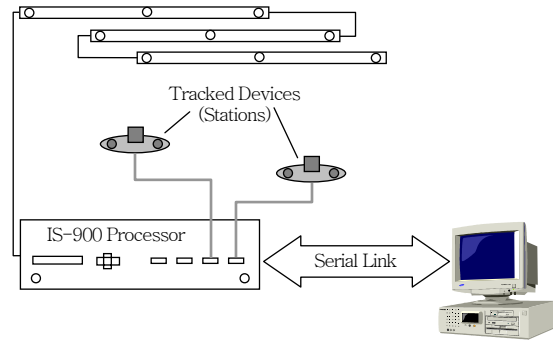 Tracked Devices
(Stations)
IS-900 Processor
Serial Link